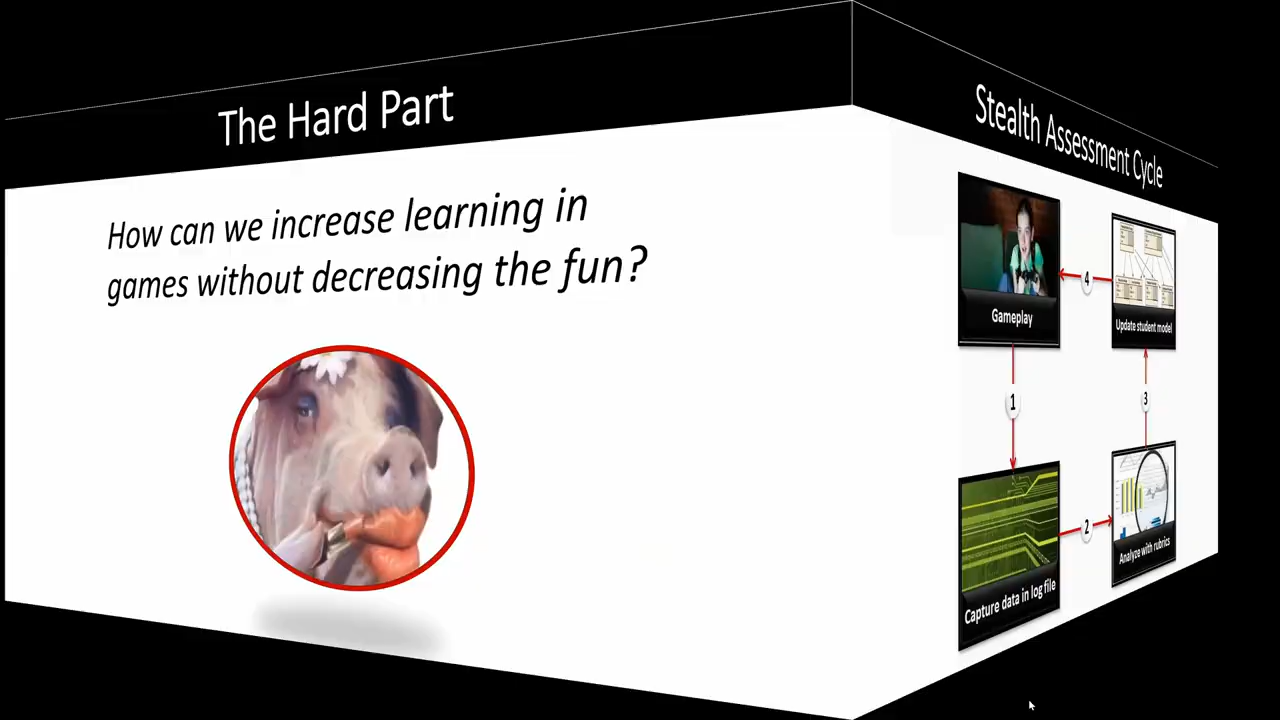 The Hard Part
How can we increase learning in
games without decreasing the fun?
Stealth Assessment Cycle
Gameplay
4
Update student model
1
3
Capture data in log file
2
Analyze with rubrics